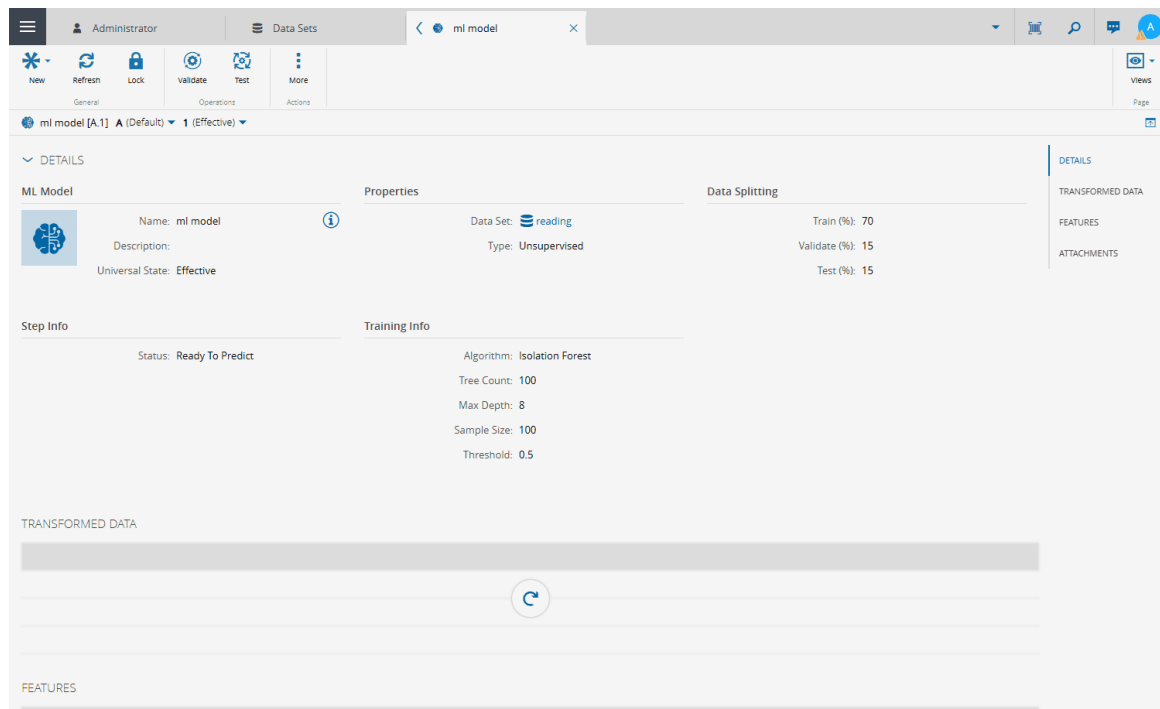 Administrator
Data Sets
ml model
A
New
Refresh
Lock
Validate
Test
More
Views
General
Operations
Actions
Page
ml model [A.1] A (Default) 1 (Effective)
DETAILS
DETAILS
TRANSFORMED DATA
FEATURES
ATTACHMENTS
ML Model
Name: ml model
Description:
Universal State: Effective
Properties
Data Set: reading
Type: Unsupervised
Data Splitting
Train (%): 70
Validate (%): 15
Test (%): 15
Step Info
Status: Ready To Predict
Training Info
Algorithm: Isolation Forest
Tree Count: 100
Max Depth: 8
Sample Size: 100
Threshold: 0.5
TRANSFORMED DATA
FEATURES